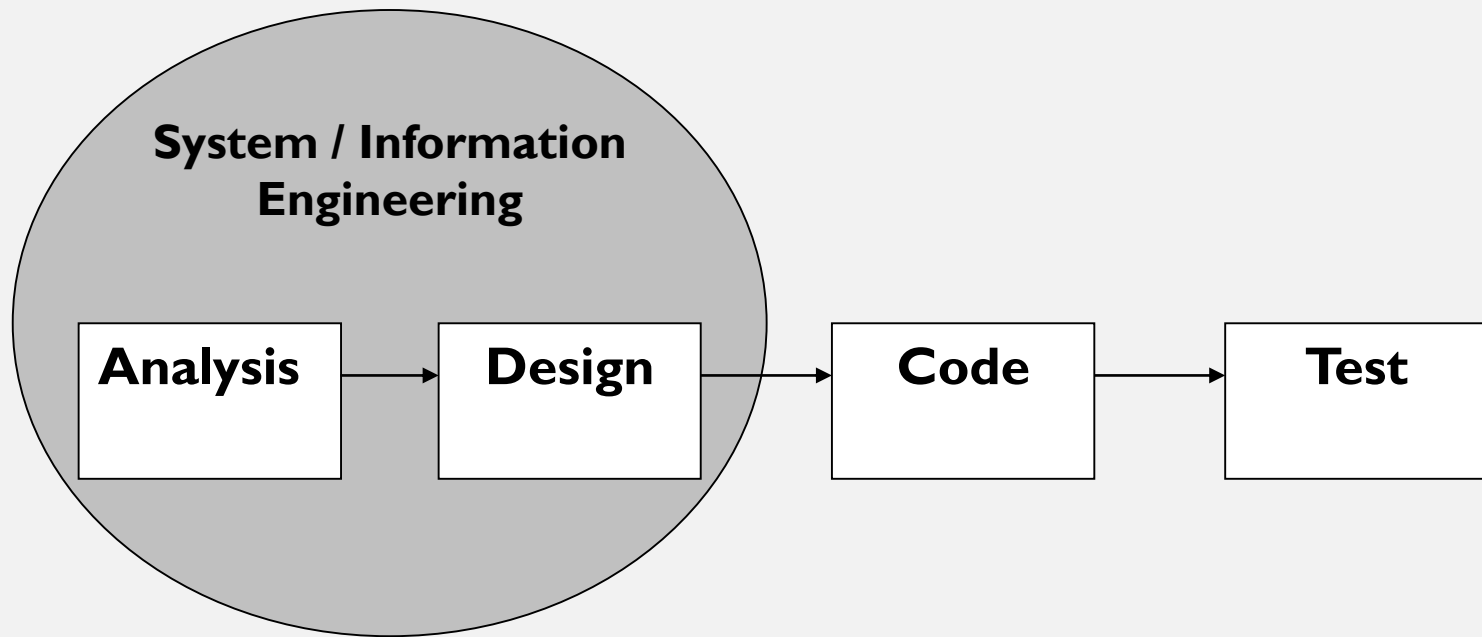 System / Information
Engineering
Analysis
Design
Code
Test